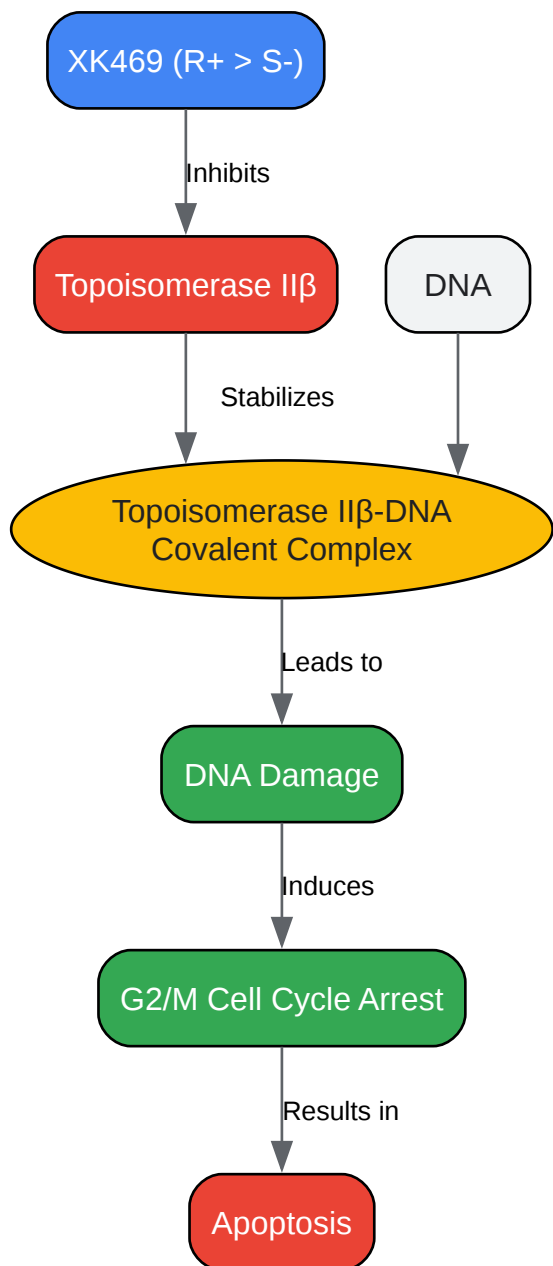 XK469 (R+ > S-)
Inhibits
Topoisomerase IIβ
DNA
Stabilizes
Topoisomerase IIβ-DNA
Covalent Complex
Leads to
DNA Damage
Induces
G2/M Cell Cycle Arrest
Results in
Apoptosis